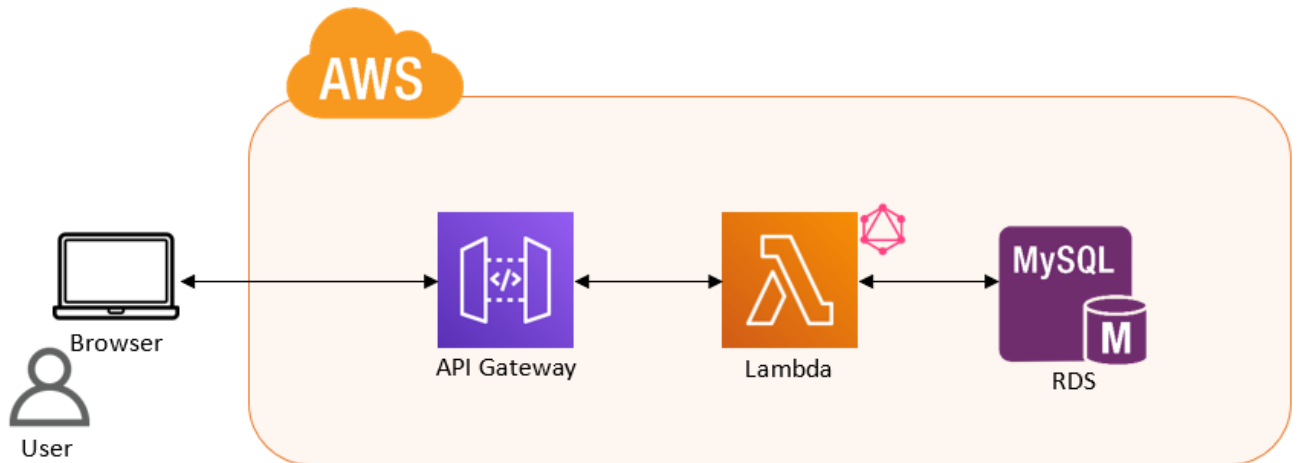 AWS
</>
MySQL
M
Browser
API Gateway
Lambda
RDS
User